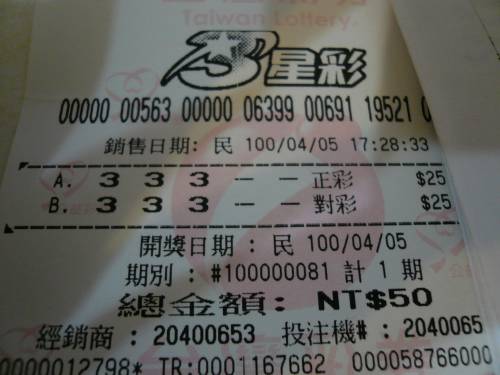 Taiwan Lottery
3星彩
00000 00563 00000 06399 00691 19521 0
銷售日期: 民 100/04/05 17:28:33
A. 3 3 3 – – 正彩 $25
B. 3 3 3 – – 對彩 $25
開獎日期 : 民 100/04/05
期別 : #100000081 計 1 期
總金額: NT$50
經銷商 : 20400653 投注機# : 2040065
0000012798* TR:0001167662 000058766000